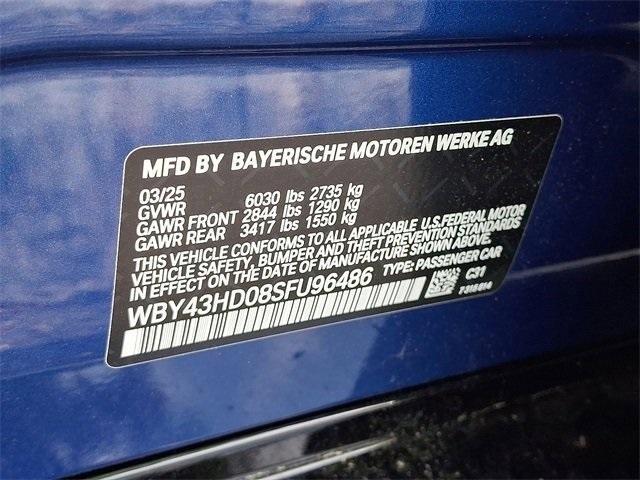 MFD BY BAYERISCHE MOTOREN WERKE AG
03/25
GVWR 6030 lbs 2735 kg
GAWR FRONT 2844 lbs 1290 kg
GAWR REAR 3417 lbs 1550 kg
THIS VEHICLE CONFORMS TO ALL APPLICABLE U.S. FEDERAL MOTOR
VEHICLE SAFETY, BUMPER AND THEFT PREVENTION STANDARDS
IN EFFECT ON THE DATE OF MANUFACTURE SHOWN ABOVE.
WBY43HD08SFU96486 TYPE: PASSENGER CAR
C31
7316614